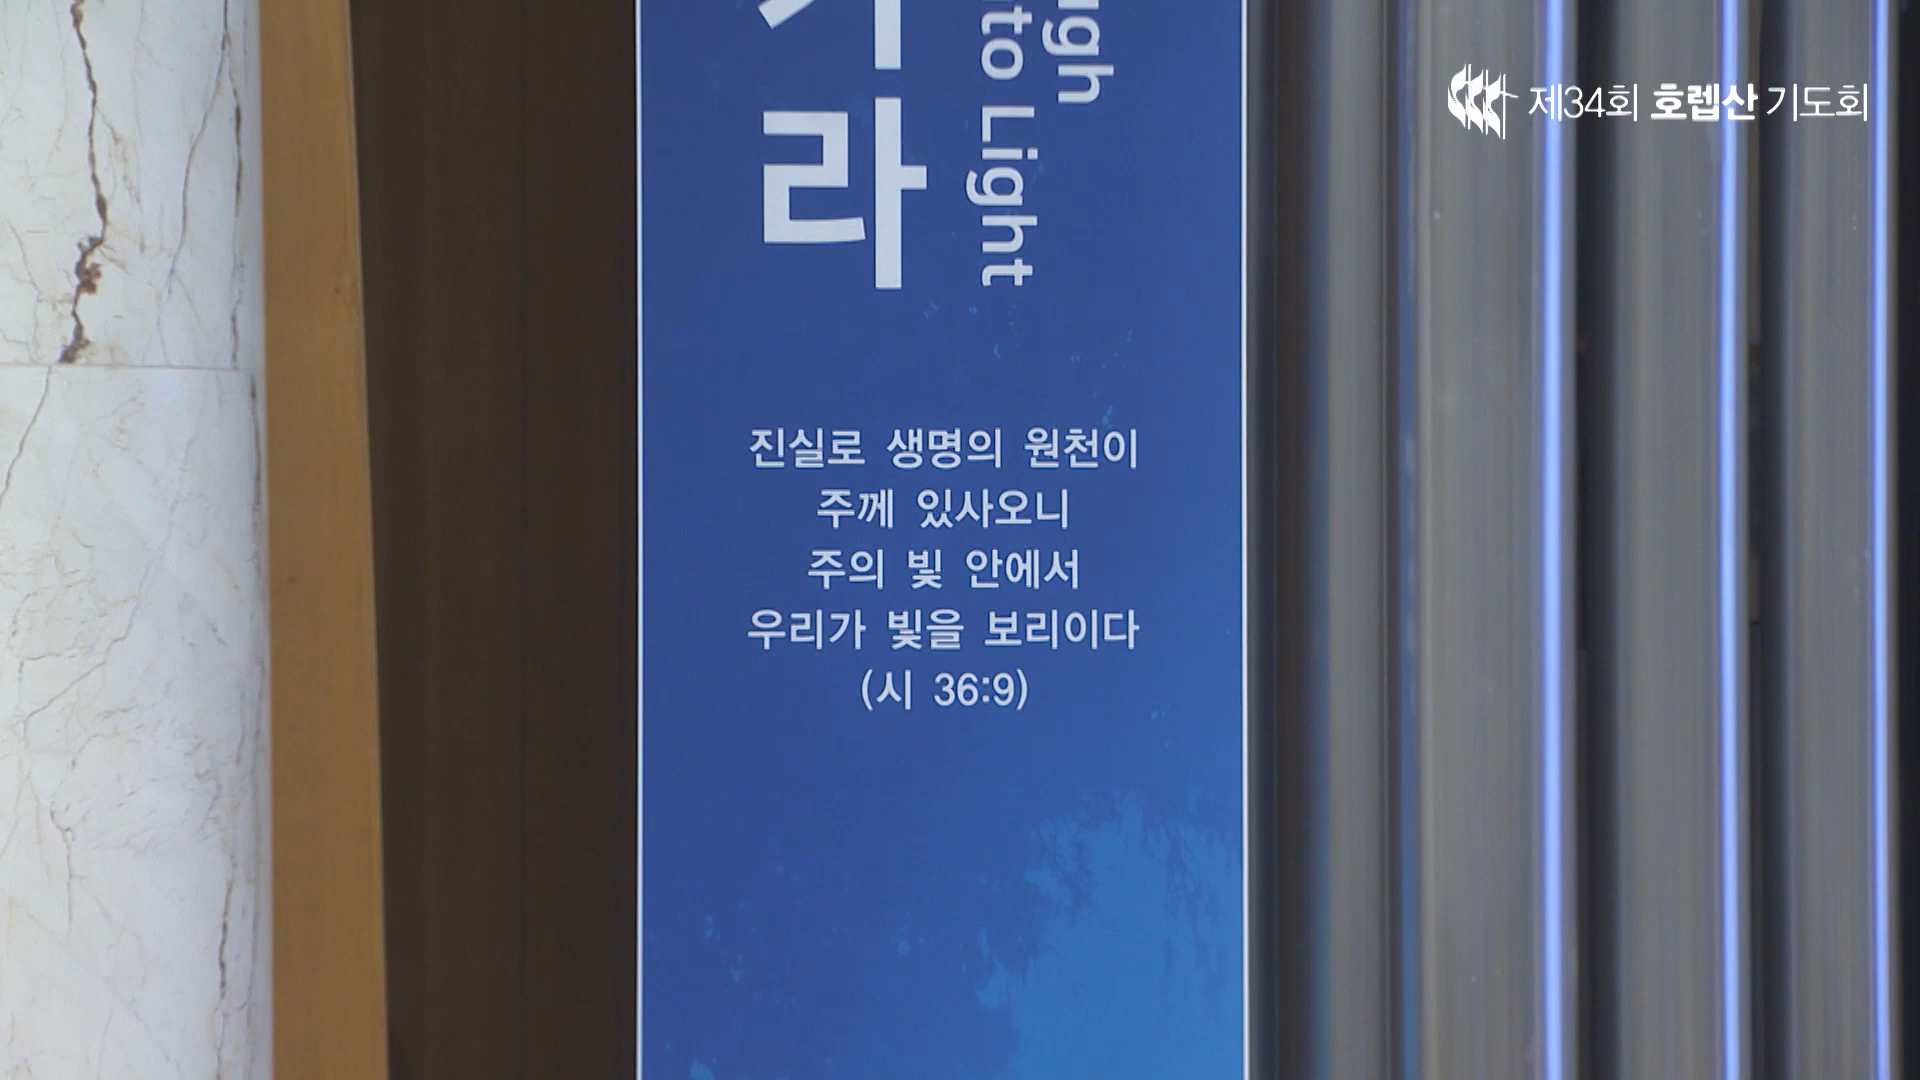 제34회 호렙산 기도회
라
to Light
진실로 생명의 원천이
주께 있사오니
주의 빛 안에서
우리가 빛을 보리이다
(시 36:9)